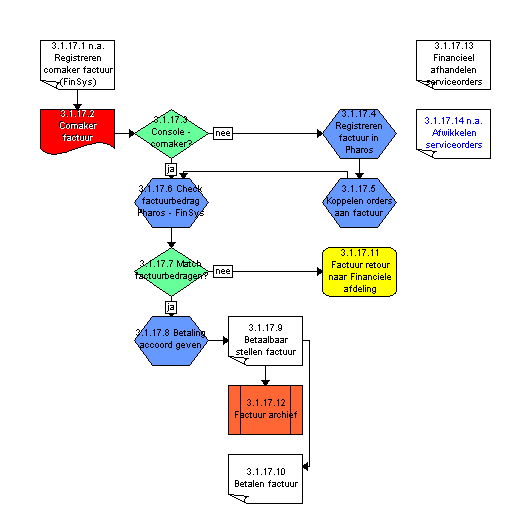 3.1.17.1 n.a.
Registreren
comaker factuur
(FinSys)
3.1.17.13
Financieel
afhandelen
serviceorders
3.1.17.2
Comaker
factuur
3.1.17.3
Console -
comaker?
nee
3.1.17.4
Registreren
factuur in
Pharos
3.1.17.14 n.a.
Afwikkelen
serviceorders
ja
3.1.17.6 Check
factuurbedrag
Pharos - FinSys
3.1.17.5
Koppelen orders
aan factuur
3.1.17.7 Match
factuurbedragen?
nee
3.1.17.11
Factuur retour
naar Financiele
afdeling
ja
3.1.17.8 Betaling
accoord geven
3.1.17.9
Betaalbaar
stellen factuur
3.1.17.12
Factuur archief
3.1.17.10
Betalen factuur